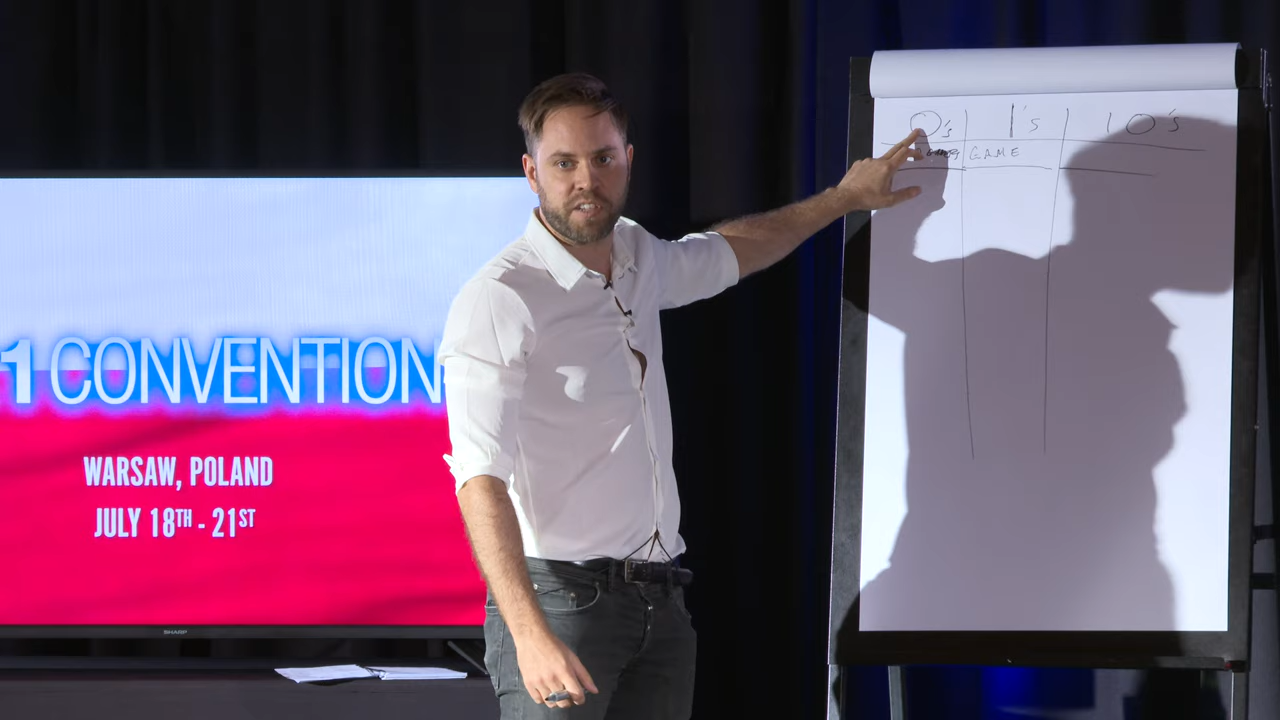 1 CONVENTION
WARSAW, POLAND
JULY 18TH - 21ST
SHARP
0's 1's 10's
GAME